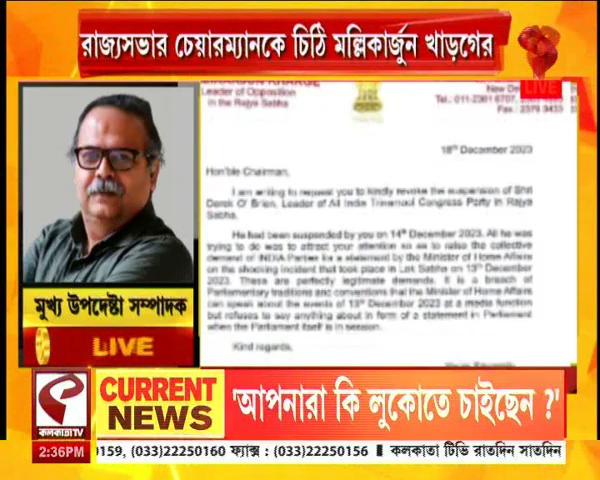 রাজ্যসভার চেয়ারম্যানকে চিঠি মল্লিকার্জুন খাড়গের
LIVE
Leader of Opposition
in the Rajya Sabha
New
Tel.: 011-2361 6707,
Fax.: 2379 3433
18th December 2023
Hon'ble Chairman,
I am writing to request you to kindly revoke the suspension of Shri
Derek O' Brien, Leader of All India Trinamool Congress Party in Rajya
Sabha.
He had been suspended by you on 14th December 2023. All he was
trying to do was to attract your attention so as to raise the collective
demand of INDIA Parties for a statement by the Minister of Home Affairs
on the shocking incident that took place in Lok Sabha on 13th December
2023. These are perfectly legitimate demands. It is a breach of
Parliamentary traditions and conventions that the Minister of Home Affairs
can speak about the events of 13th December 2023 at a media function
but refuses to say anything about in form of a statement in Parliament
when the Parliament itself is in session.
Kind regards,
মুখ্য উপদেষ্টা সম্পাদক
LIVE
কলকাতা TV
CURRENT
NEWS
'আপনারা কি লুকোতে চাইছেন ?'
2:36PM
0159, (033)22250160 ফ্যাক্স : (033)22250156 ■ কলকাতা টিভি রাতদিন সাতদিন